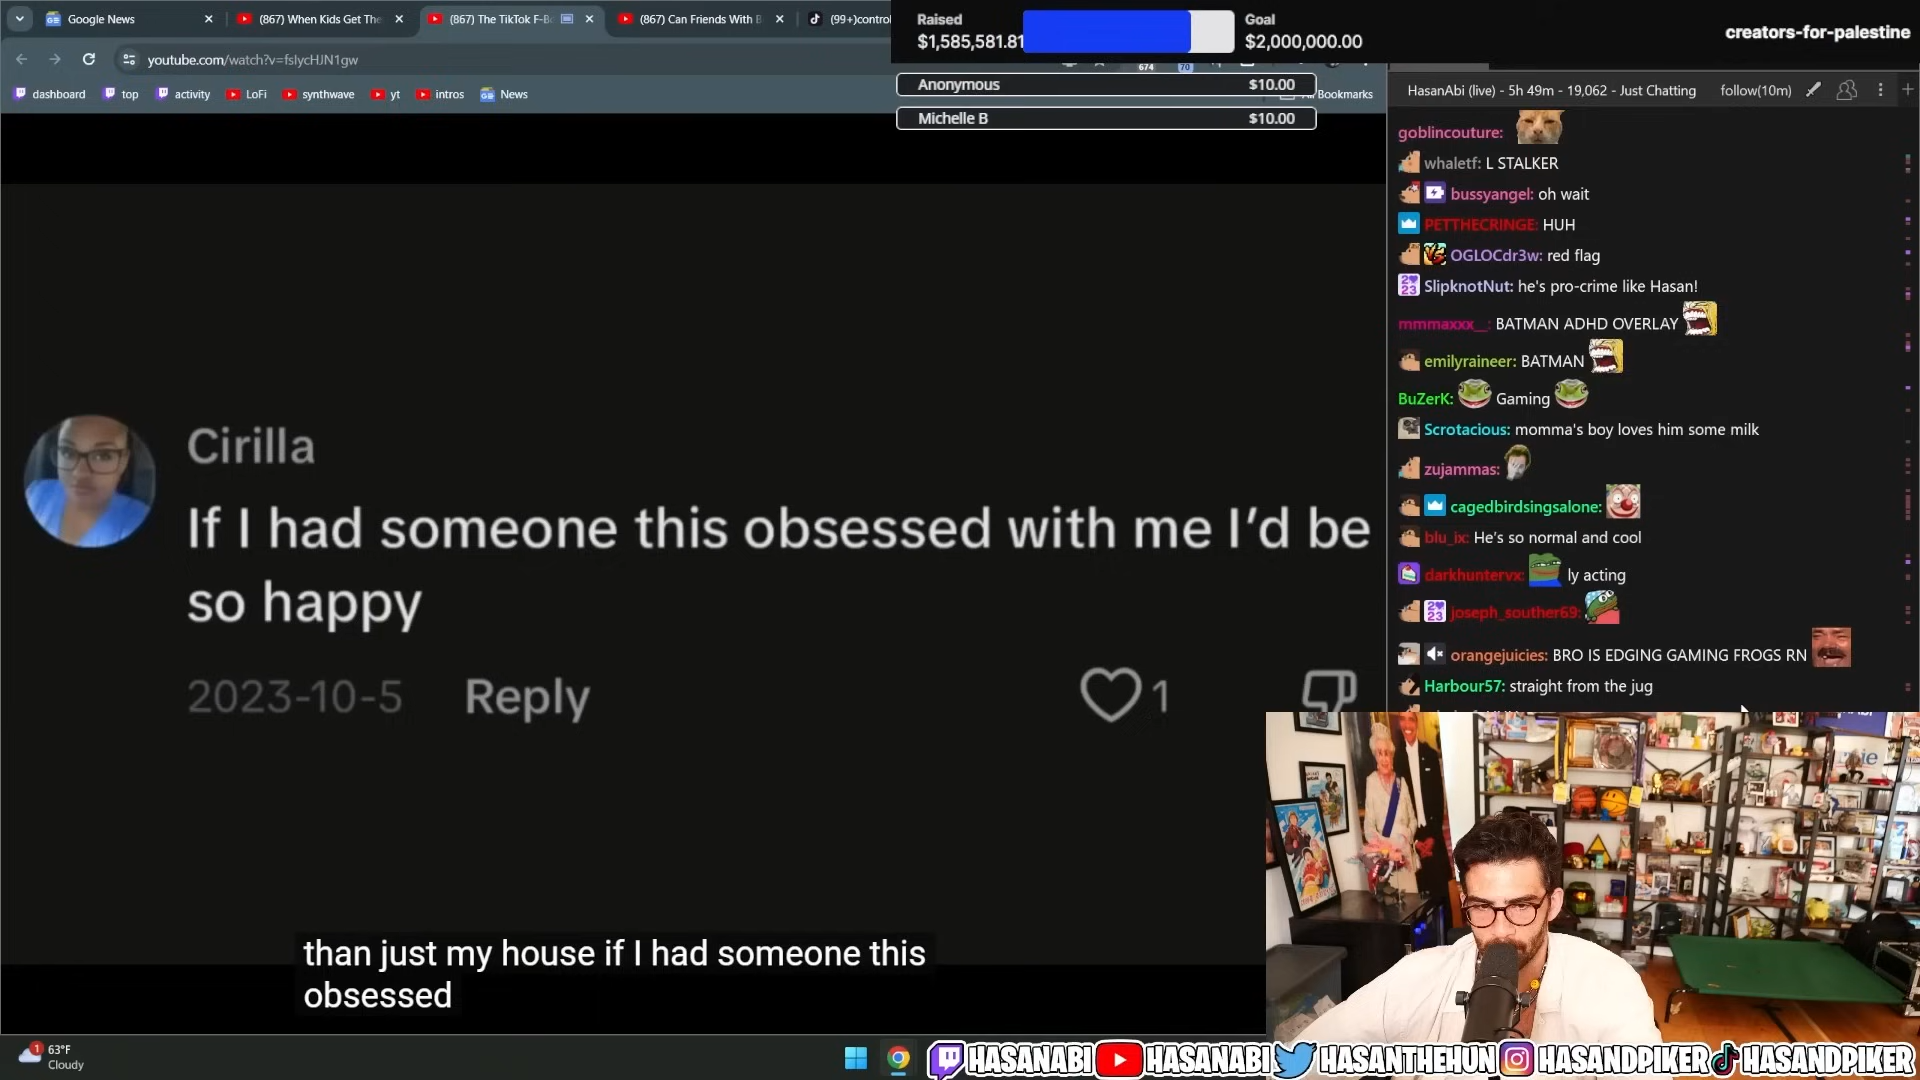 Google News
(867) When Kids Get The
(867) The TikTok F-B
(867) Can Friends With B
(99+)control
Raised
$1,585,581.81
Goal
$2,000,000.00
creators-for-palestine
youtube.com/watch?v=fslycHJN1gw
674
70
dashboard
top
activity
LoFi
synthwave
yt
intros
News
Bookmarks
Anonymous $10.00
Michelle B $10.00
HasanAbi (live) - 5h 49m - 19,062 - Just Chatting
follow(10m)
goblincouture:
whaletf: L STALKER
bussyangel: oh wait
PETTHECRINGE: HUH
OGLOCdr3w: red flag
SlipknotNut: he's pro-crime like Hasan!
mmmaxxx__: BATMAN ADHD OVERLAY
emilyraineer: BATMAN
BuZerK: Gaming
Scrotacious: momma's boy loves him some milk
zujammas:
cagedbirdsingsalone:
blu_ix: He's so normal and cool
darkhuntervx: ly acting
joseph_souther69:
orangejuicies: BRO IS EDGING GAMING FROGS RN
Harbour57: straight from the jug
Cirilla
If I had someone this obsessed with me I'd be
so happy
2023-10-5
Reply
1
than just my house if I had someone this
obsessed
1
63°F
Cloudy
HASANABI
HASANABI
HASANTHEHUN
HASANDPIKER
HASANDPIKER